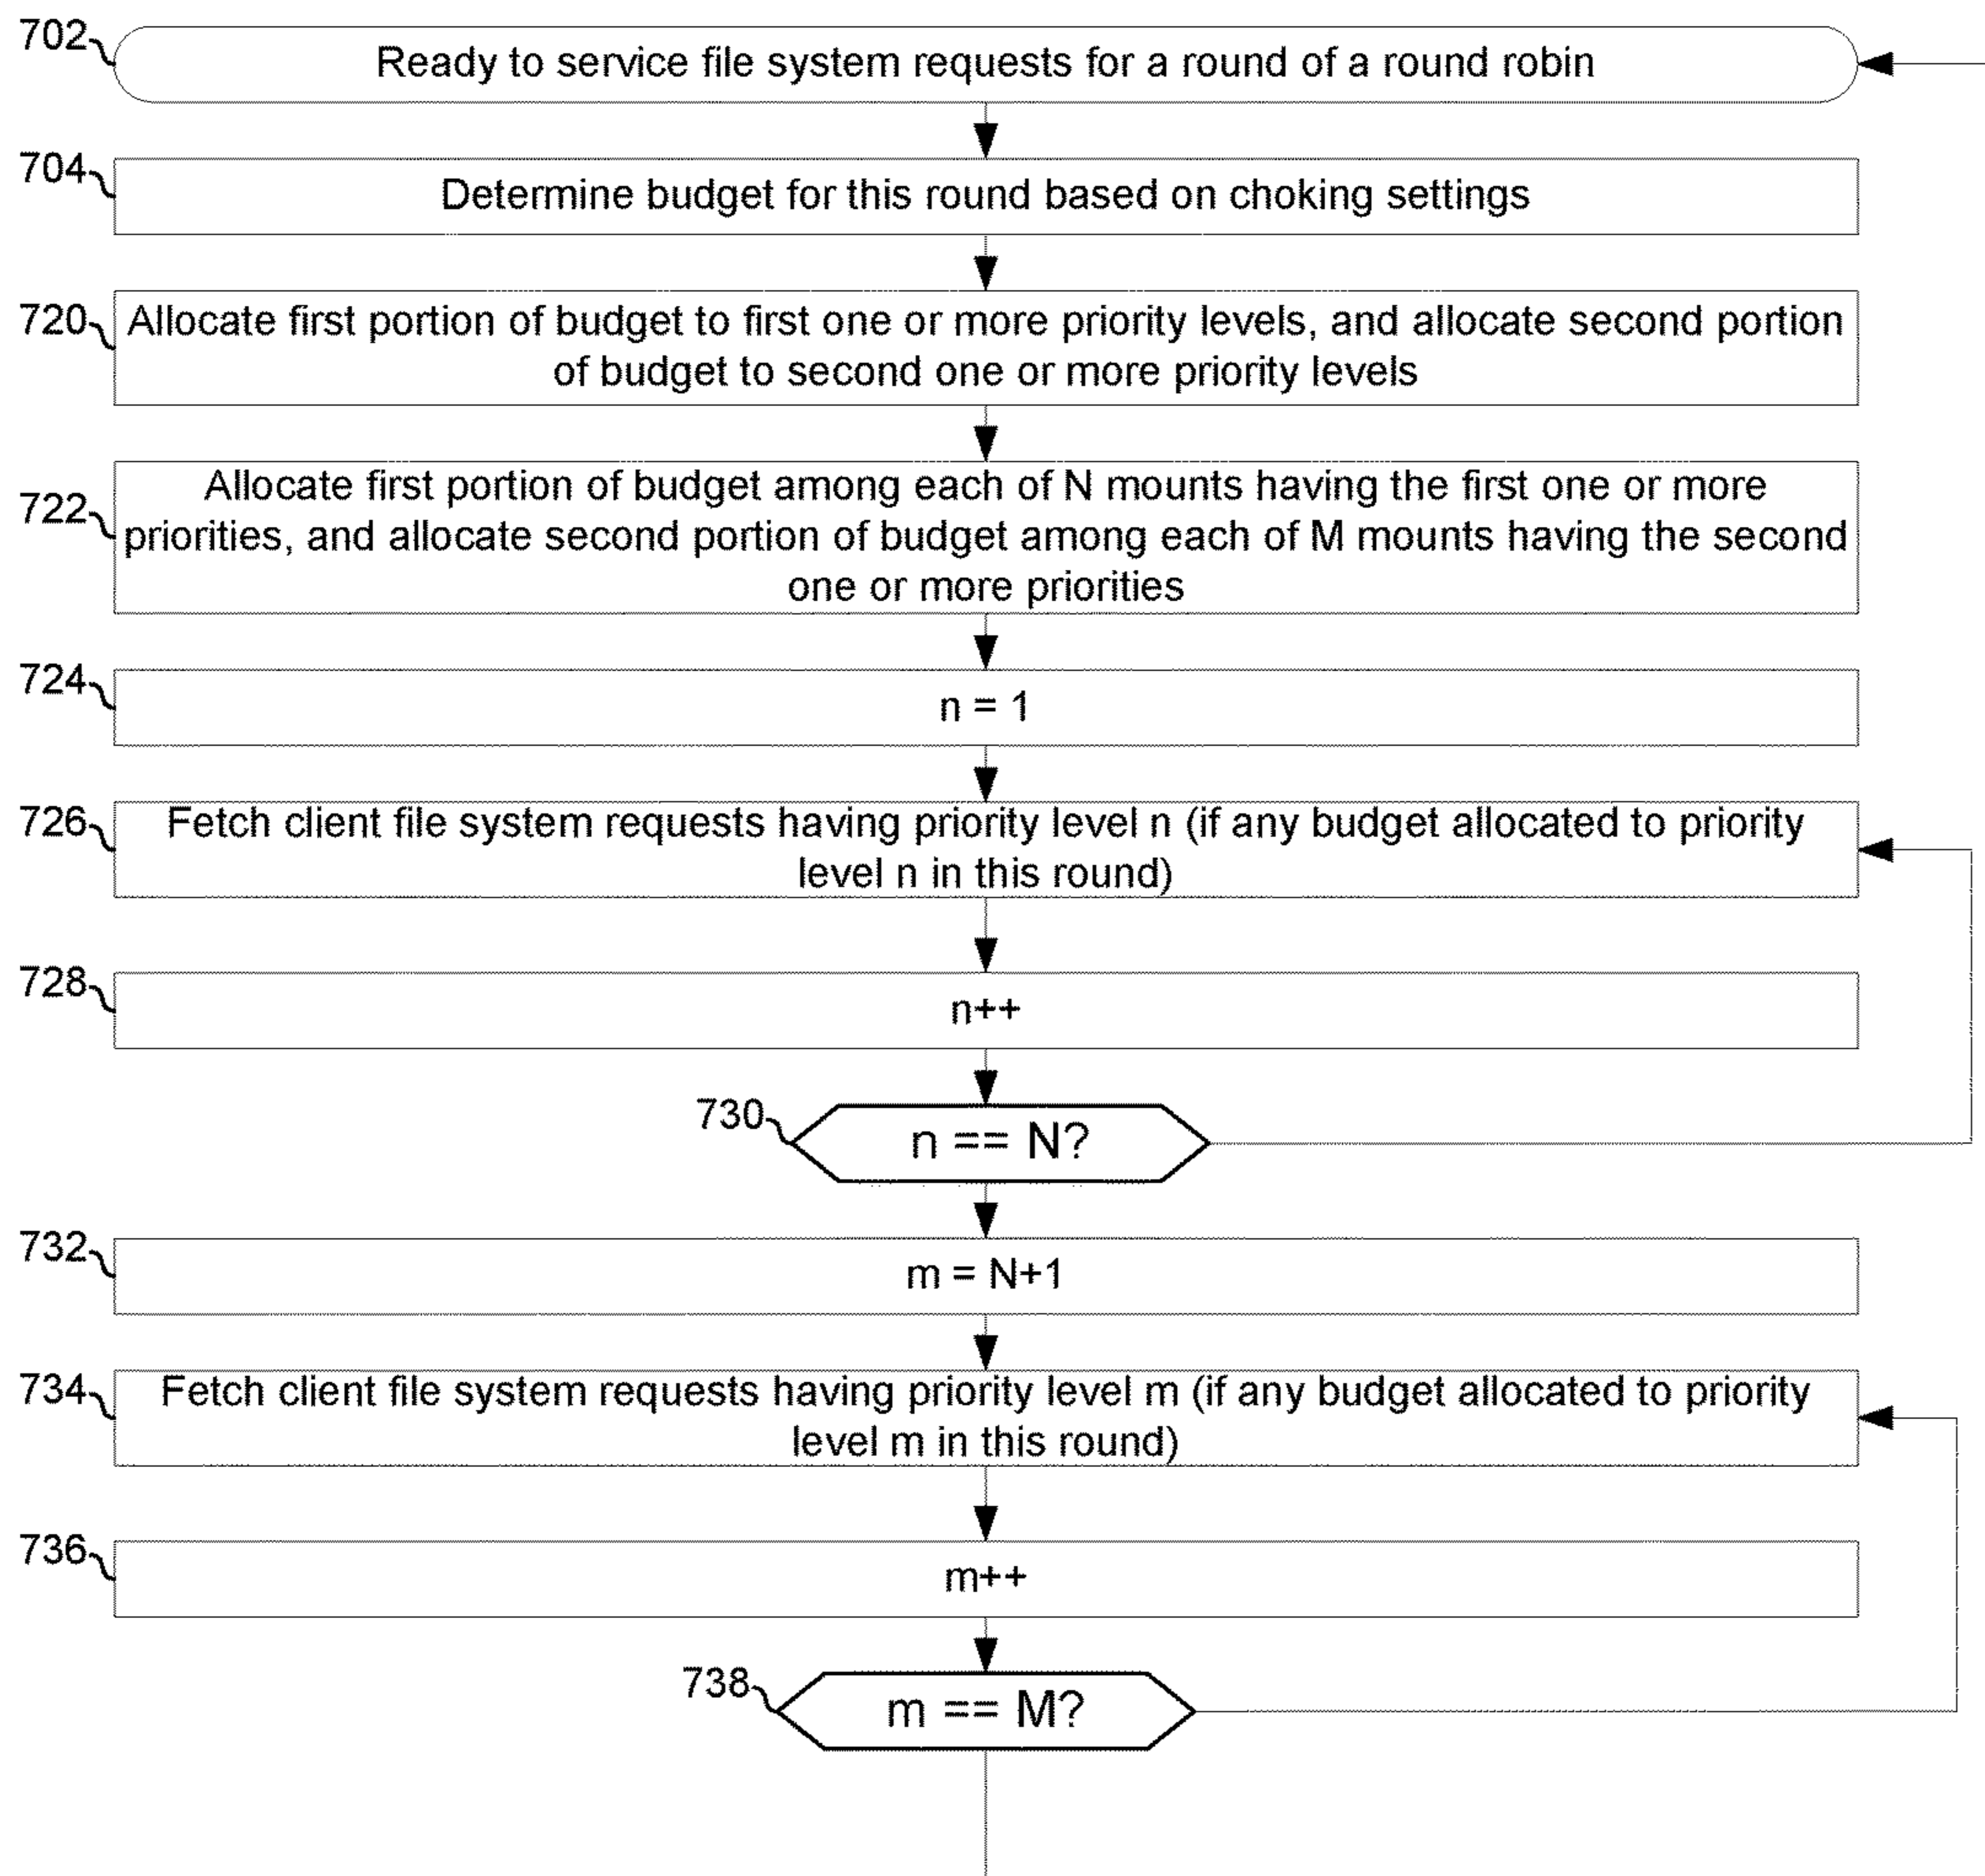 702
Ready to service file system requests for a round of a round robin
704
Determine budget for this round based on choking settings
720
Allocate first portion of budget to first one or more priority levels, and allocate second portion
of budget to second one or more priority levels
722
Allocate first portion of budget among each of N mounts having the first one or more
priorities, and allocate second portion of budget among each of M mounts having the second
one or more priorities
724
n = 1
726
Fetch client file system requests having priority level n (if any budget allocated to priority
level n in this round)
728
n++
730
n == N?
732
m = N+1
734
Fetch client file system requests having priority level m (if any budget allocated to priority
level m in this round)
736
m++
738
m == M?